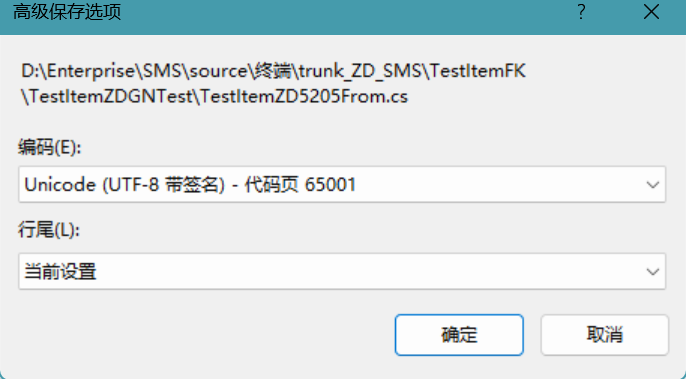 高级保存选项
D:\Enterprise\SMS\source\终端\trunk_ZD_SMS\TestItemFK
\TestItemZDGNTest\TestItemZD5205From.cs
编码(E):
Unicode (UTF-8 带签名) - 代码页 65001
行尾(L):
当前设置
确定 取消